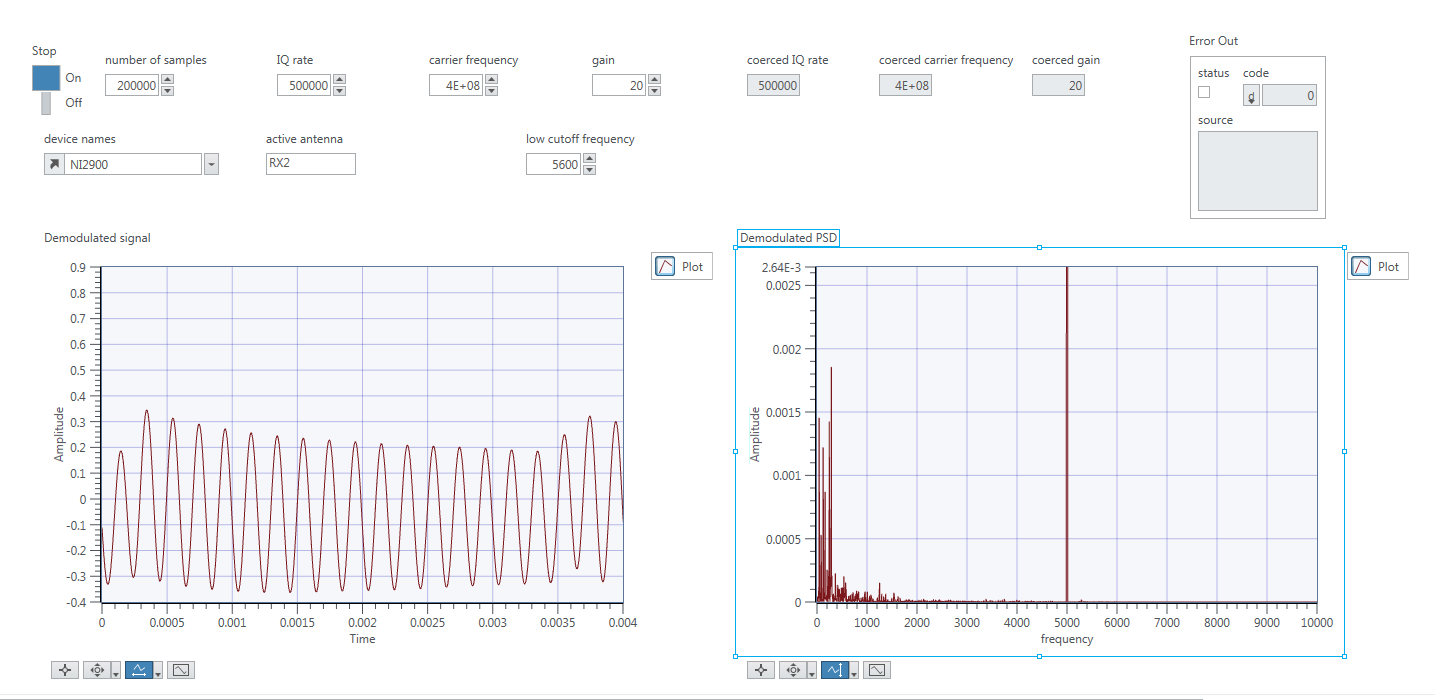 Stop
On
Off
number of samples
200000
IQ rate
500000
carrier frequency
4E+08
gain
20
coerced IQ rate
500000
coerced carrier frequency
4E+08
coerced gain
20
Error Out
status code
d 0
source
device names
NI2900
active antenna
RX2
low cutoff frequency
5600
Demodulated signal
Plot
Amplitude
0.9
0.8
0.7
0.6
0.5
0.4
0.3
0.2
0.1
0
-0.1
-0.2
-0.3
-0.4
0 0.0005 0.001 0.0015 0.002 0.0025 0.003 0.0035 0.004
Time
Demodulated PSD
Plot
Amplitude
2.64E-3
0.0025
0.002
0.0015
0.001
0.0005
0
0 1000 2000 3000 4000 5000 6000 7000 8000 9000 10000
frequency